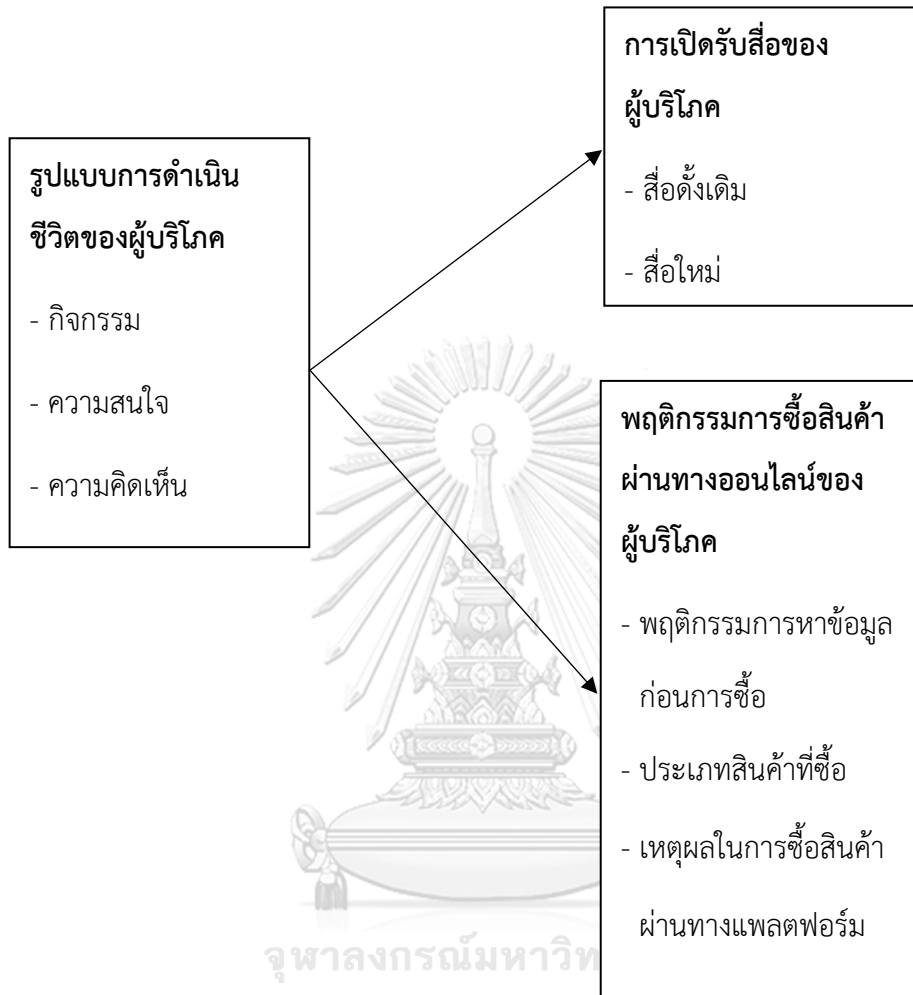 การเปิดรับสื่อของ
ผู้บริโภค
- สื่อดั้งเดิม
- สื่อใหม่
รูปแบบการดำเนิน
ชีวิตของผู้บริโภค
- กิจกรรม
- ความสนใจ
- ความคิดเห็น
พฤติกรรมการซื้อสินค้า
ผ่านทางออนไลน์ของ
ผู้บริโภค
- พฤติกรรมการหาข้อมูล
ก่อนการซื้อ
- ประเภทสินค้าที่ซื้อ
- เหตุผลในการซื้อสินค้า
ผ่านทางแพลตฟอร์ม
จุฬาลงกรณ์มหาวิท